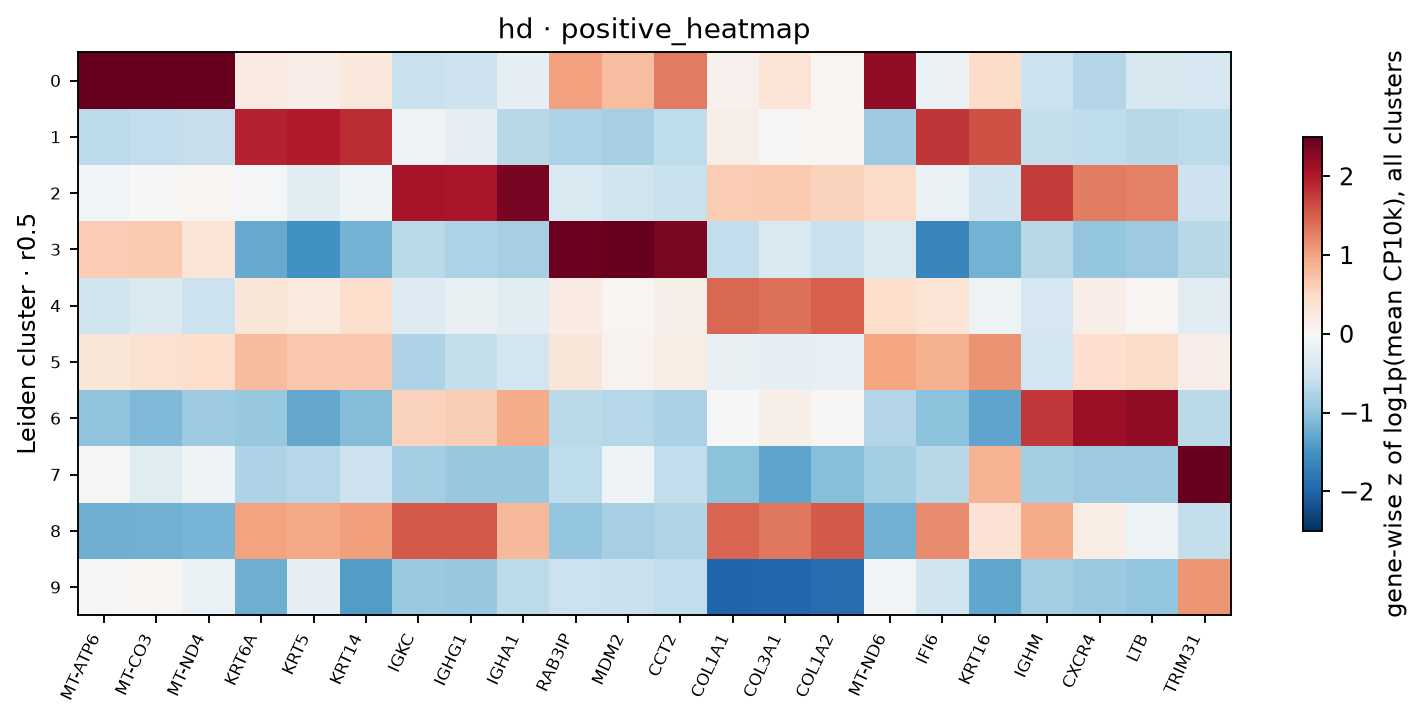 hd · positive_heatmap
Leiden cluster · r0.5
0
1
2
3
4
5
6
7
8
9
MT-ATP6
MT-CO3
MT-ND4
KRT6A
KRT5
KRT14
IGKC
IGHG1
IGHA1
RAB3IP
MDM2
CCT2
COL1A1
COL3A1
COL1A2
MT-ND6
IFI6
KRT16
IGHM
CXCR4
LTB
TRIM31
2
1
0
−1
−2
gene-wise z of log1p(mean CP10k), all clusters